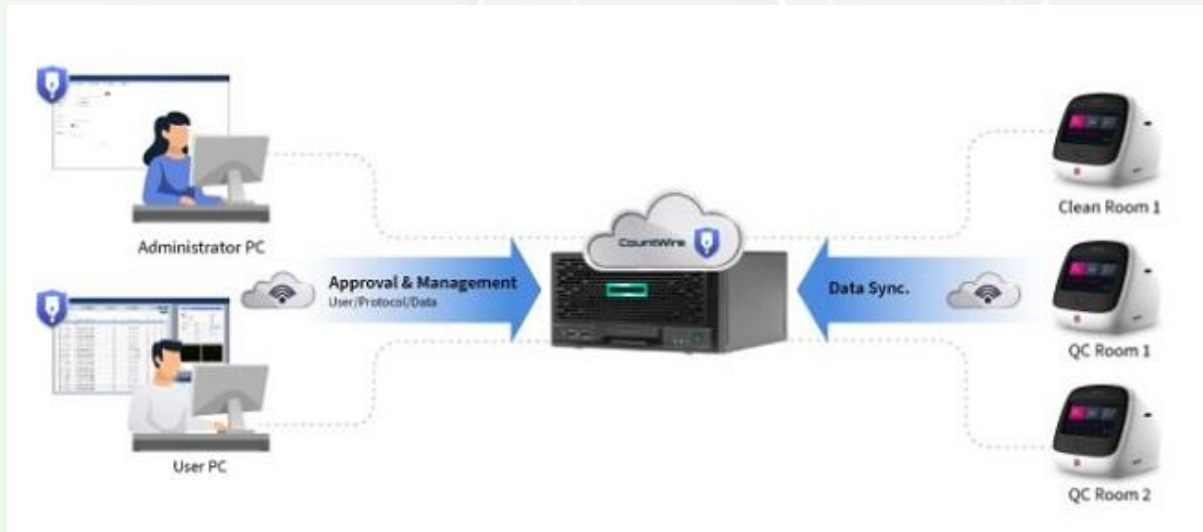 Administrator PC
Approval & Management
User/Protocol/Data
User PC
CountWire
Data Sync.
Clean Room 1
QC Room 1
QC Room 2